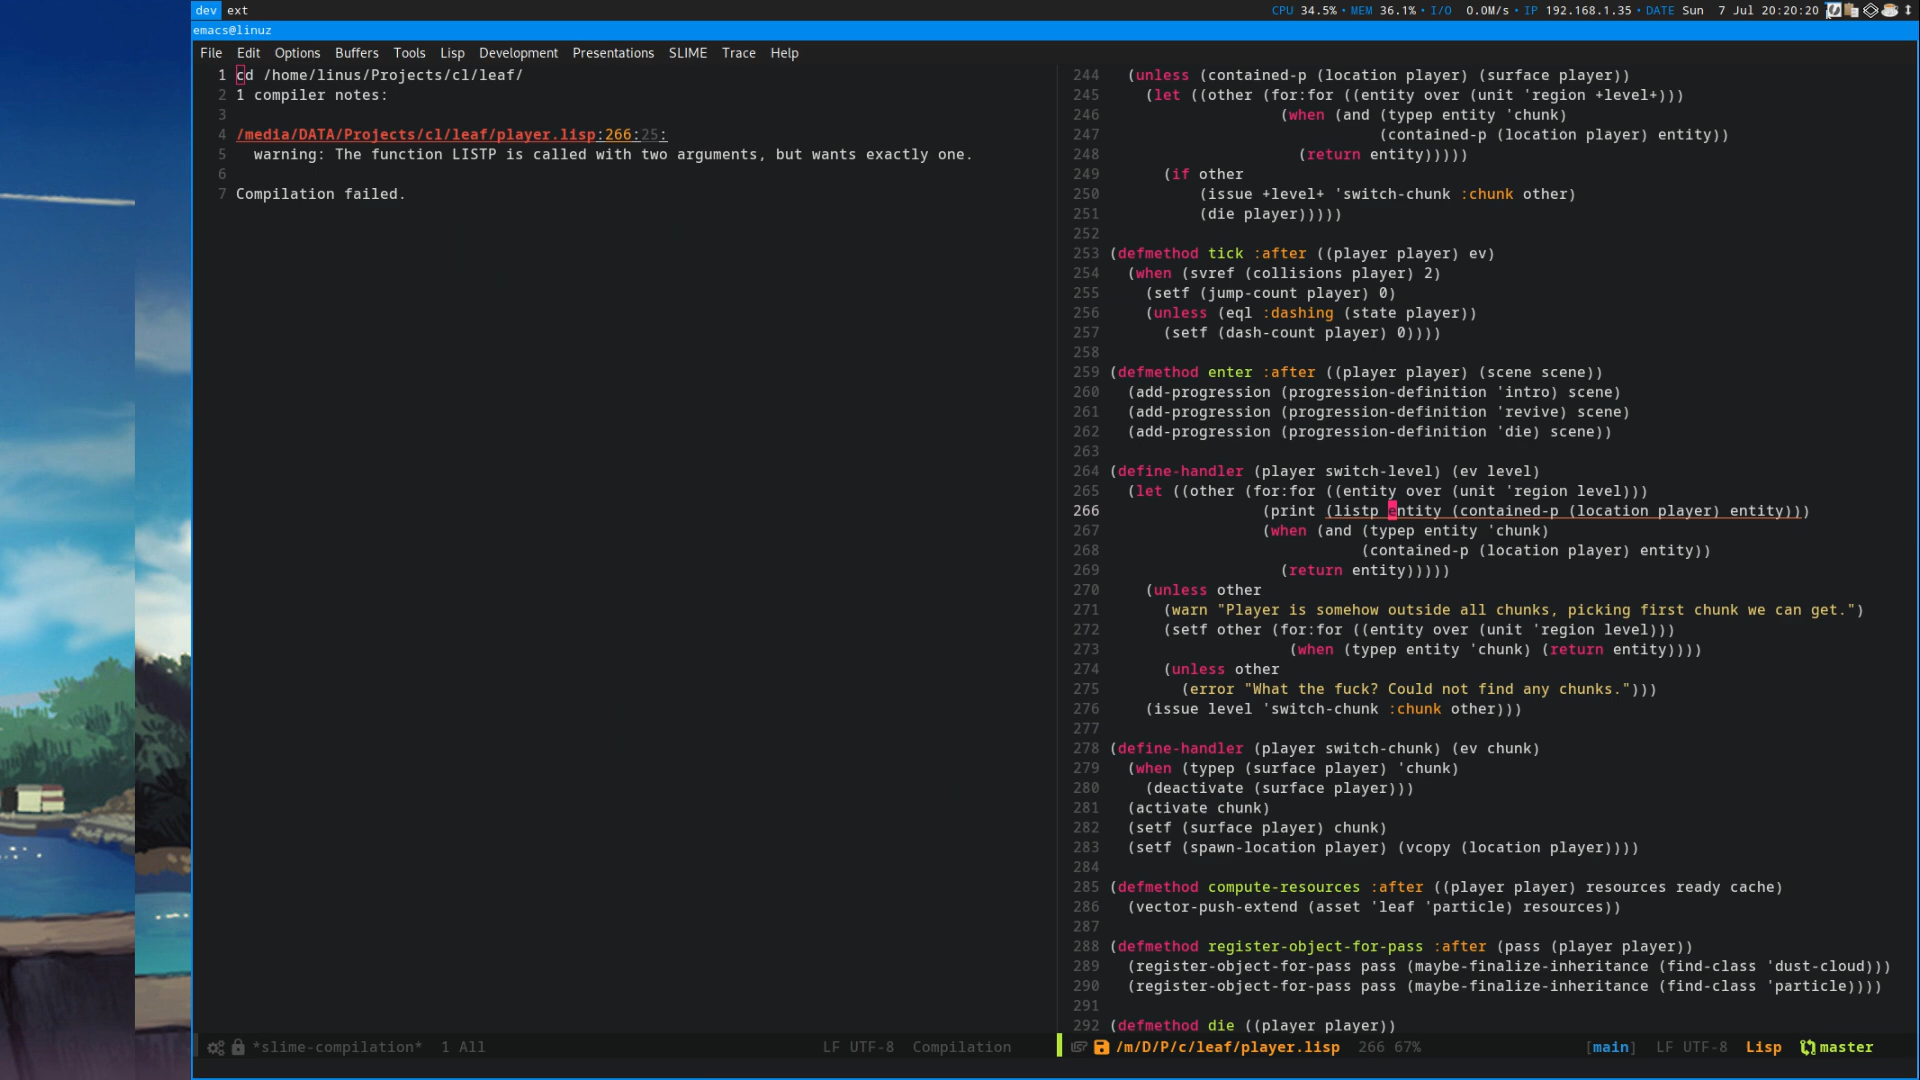 dev ext
CPU 34.5% • MEM 36.1% • I/O 0.0M/s • IP 192.168.1.35 • DATE Sun 7 Jul 20:20:20
emacs@linuz
File Edit Options Buffers Tools Lisp Development Presentations SLIME Trace Help
1 cd /home/linus/Projects/cl/leaf/
2 1 compiler notes:
3
4 /media/DATA/Projects/cl/leaf/player.lisp:266:25:
5   warning: The function LISTP is called with two arguments, but wants exactly one.
6
7 Compilation failed.
*slime-compilation* 1 All LF UTF-8 Compilation
244   (unless (contained-p (location player) (surface player))
245     (let ((other (for:for ((entity over (unit 'region +level+)))
246                    (when (and (typep entity 'chunk)
247                               (contained-p (location player) entity))
248                      (return entity)))))
249       (if other
250           (issue +level+ 'switch-chunk :chunk other)
251           (die player)))))
252
253 (defmethod tick :after ((player player) ev)
254   (when (svref (collisions player) 2)
255     (setf (jump-count player) 0)
256     (unless (eql :dashing (state player))
257       (setf (dash-count player) 0))))
258
259 (defmethod enter :after ((player player) (scene scene))
260   (add-progression (progression-definition 'intro) scene)
261   (add-progression (progression-definition 'revive) scene)
262   (add-progression (progression-definition 'die) scene))
263
264 (define-handler (player switch-level) (ev level)
265   (let ((other (for:for ((entity over (unit 'region level)))
266                  (print (listp entity (contained-p (location player) entity)))
267                  (when (and (typep entity 'chunk)
268                             (contained-p (location player) entity))
269                    (return entity)))))
270     (unless other
271       (warn "Player is somehow outside all chunks, picking first chunk we can get.")
272       (setf other (for:for ((entity over (unit 'region level)))
273                     (when (typep entity 'chunk) (return entity))))
274       (unless other
275         (error "What the fuck? Could not find any chunks.")))
276     (issue level 'switch-chunk :chunk other)))
277
278 (define-handler (player switch-chunk) (ev chunk)
279   (when (typep (surface player) 'chunk)
280     (deactivate (surface player)))
281   (activate chunk)
282   (setf (surface player) chunk)
283   (setf (spawn-location player) (vcopy (location player))))
284
285 (defmethod compute-resources :after ((player player) resources ready cache)
286   (vector-push-extend (asset 'leaf 'particle) resources))
287
288 (defmethod register-object-for-pass :after (pass (player player))
289   (register-object-for-pass pass (maybe-finalize-inheritance (find-class 'dust-cloud)))
290   (register-object-for-pass pass (maybe-finalize-inheritance (find-class 'particle))))
291
292 (defmethod die ((player player))
/m/D/P/c/leaf/player.lisp 266 67% [main] LF UTF-8 Lisp master